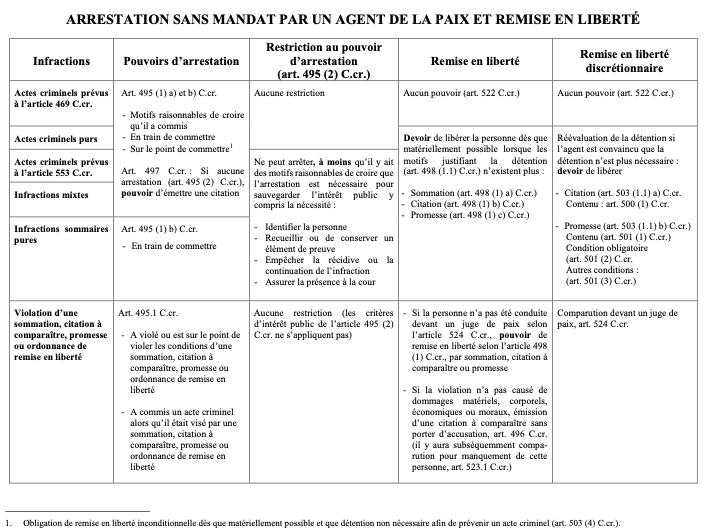 ARRESTATION SANS MANDAT PAR UN AGENT DE LA PAIX ET REMISE EN LIBERTÉ
Infractions
Pouvoirs d'arrestation
Restriction au pouvoir
d'arrestation
(art. 495 (2) C.cr.)
Remise en liberté
Remise en liberté
discrétionnaire
Actes criminels prévus
à l'article 469 C.cr.
Actes criminels purs
Actes criminels prévus
à l'article 553 C.cr.
Infractions mixtes
Art. 495 (1) a) et b) C.cr.
- Motifs raisonnables de croire
qu'il a commis
- En train de commettre
- Sur le point de commettre1
Art. 497 C.cr. : Si aucune
arrestation (art. 495 (2) C.cr.),
pouvoir d'émettre une citation
Infractions sommaires
pures
Art. 495 (1) b) C.cr.
- En train de commettre
Aucune restriction
Ne peut arrêter, à moins qu'il y ait
des motifs raisonnables de croire que
l'arrestation est nécessaire pour
sauvegarder l'intérêt public y
compris la nécessité :
- Identifier la personne
- Recueillir ou de conserver un
élément de preuve
- Empêcher la récidive ou la
continuation de l'infraction
- Assurer la présence à la cour
Aucun pouvoir (art. 522 C.cr.)
Devoir de libérer la personne dès que
matériellement possible lorsque les
motifs justifiant la détention
(art. 498 (1.1) C.cr.) n'existent plus :
- Sommation (art. 498 (1) a) C.cr.)
- Citation (art. 498 (1) b) C.cr.)
- Promesse (art. 498 (1) c) C.cr.)
Aucun pouvoir (art. 522 C.cr.)
Réévaluation de la détention si
l'agent est convaincu que la
détention n'est plus nécessaire :
devoir de libérer
- Citation (art. 503 (1.1) a) C.cr.)
Contenu : art. 500 (1) C.cr.
- Promesse (art. 503 (1.1) b) C.cr.)
Contenu (art. 501 (1) C.cr.)
Condition obligatoire
(art. 501 (2) C.cr.
Autres conditions :
(art. 501 (3) C.cr.)
Violation d'une
sommation, citation à
comparaître, promesse
ou ordonnance de
remise en liberté
Art. 495.1 C.cr.
- A violé ou est sur le point de
violer les conditions d'une
sommation, citation à
comparaître, promesse ou
ordonnance de remise en
liberté
- A commis un acte criminel
alors qu'il était visé par une
sommation, citation à
comparaître, promesse ou
ordonnance de remise en
liberté
Aucune restriction (les critères
d'intérêt public de l'article 495 (2)
C.cr. ne s'appliquent pas)
- Si la personne n'a pas été conduite
devant un juge de paix selon
l'article 524 C.cr., pouvoir de
remise en liberté selon l'article 498
(1) C.cr., par sommation, citation à
comparaître ou promesse
- Si la violation n'a pas causé de
dommages matériels, corporels,
économiques ou moraux, émission
d'une citation à comparaître sans
porter d'accusation, art. 496 C.cr.
(il y aura subséquemment compa-
rution pour manquement de cette
personne, art. 523.1 C.cr.)
Comparution devant un juge de
paix, art. 524 C.cr.
1. Obligation de remise en liberté inconditionnelle dès que matériellement possible et que détention non nécessaire afin de prévenir un acte criminel (art. 503 (4) C.cr.).